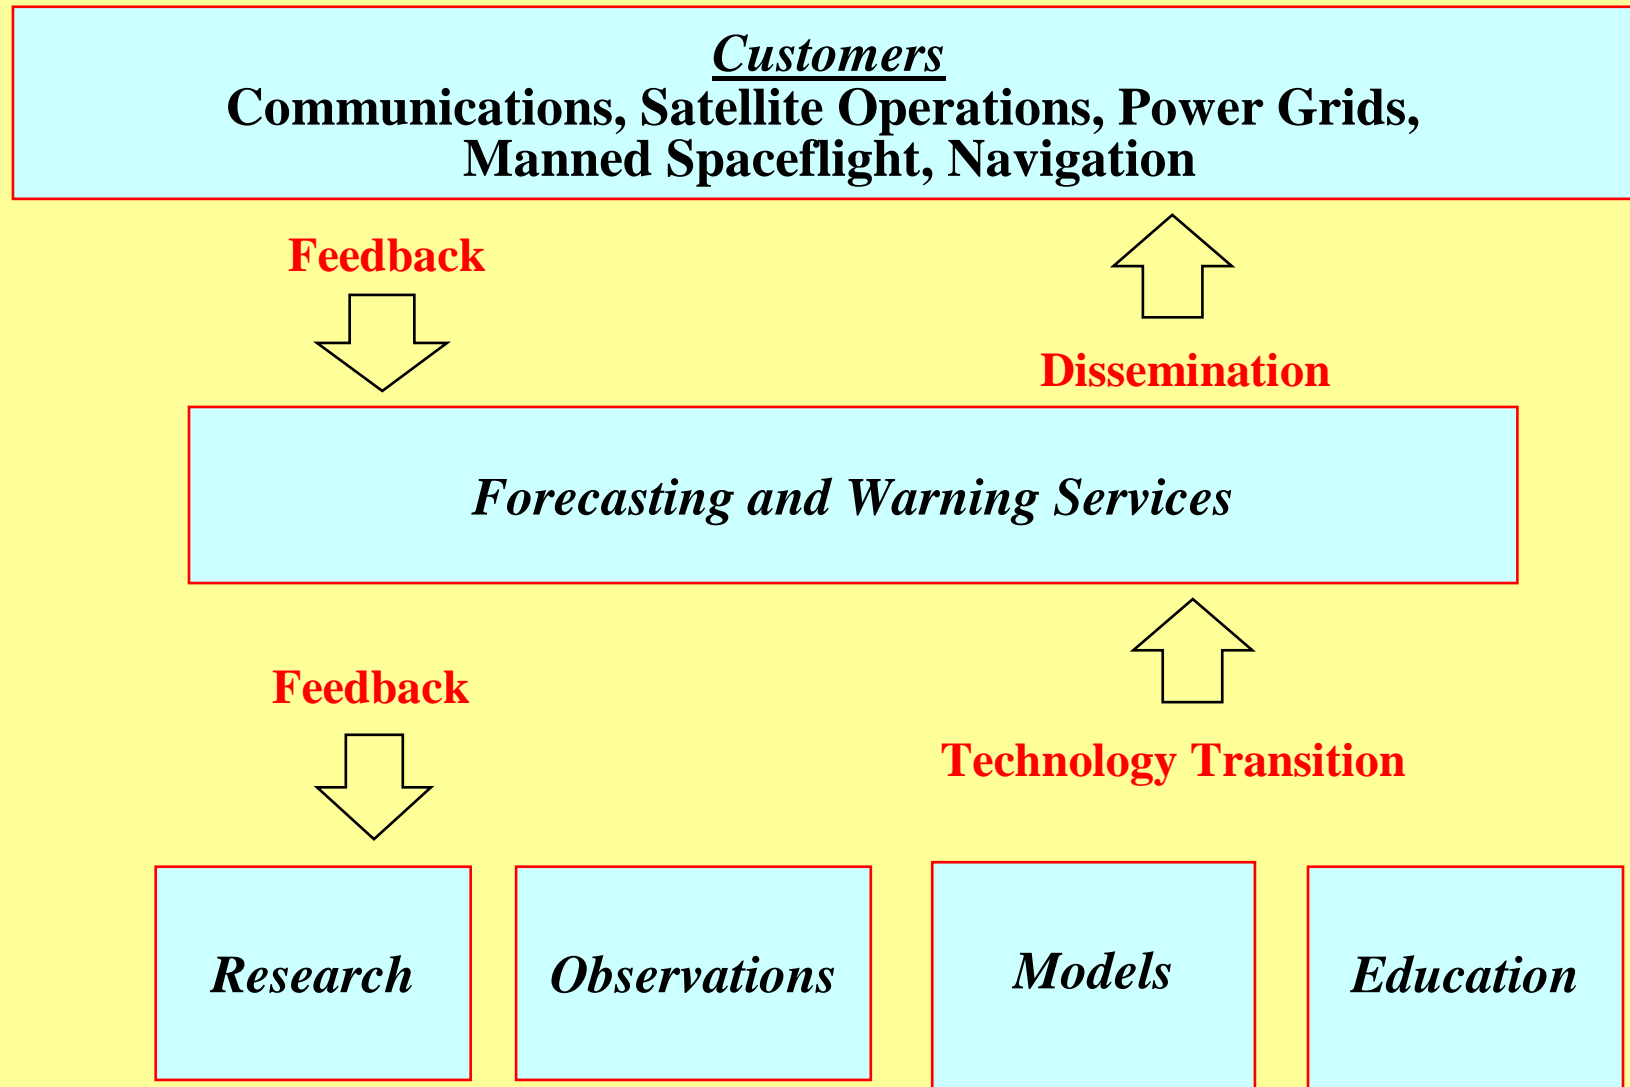 Customers
Communications, Satellite Operations, Power Grids,
Manned Spaceflight, Navigation
Feedback
Dissemination
Forecasting and Warning Services
Feedback
Technology Transition
Research
Observations
Models
Education